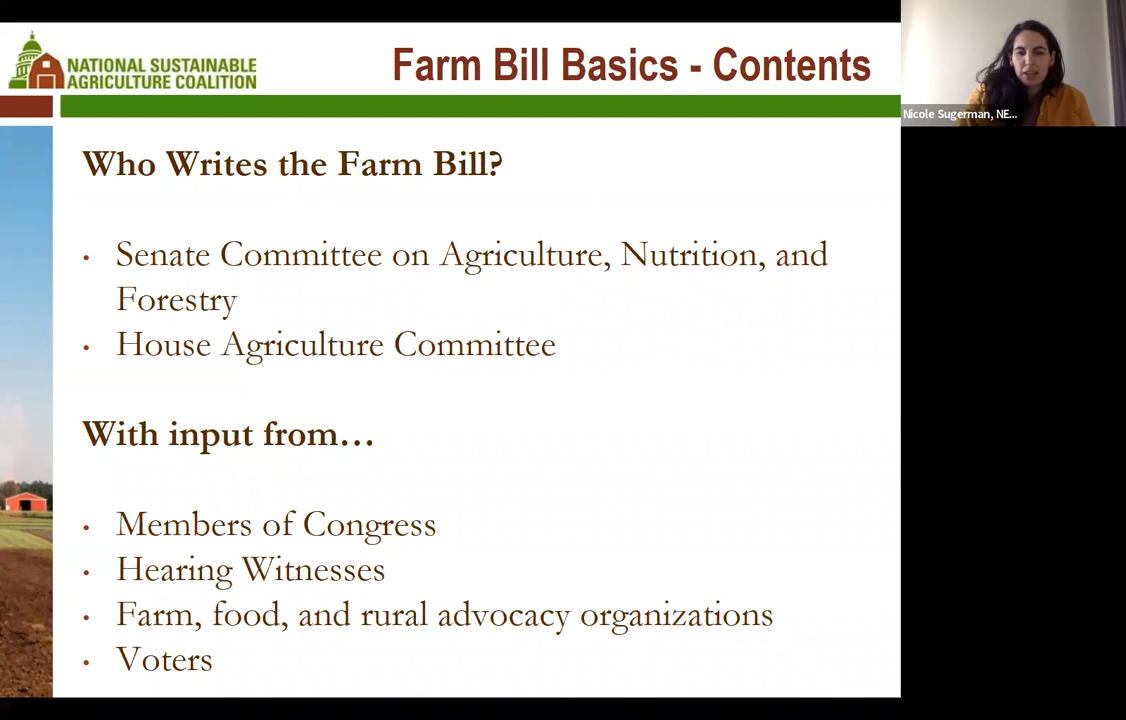 NATIONAL SUSTAINABLE
AGRICULTURE COALITION
Farm Bill Basics - Contents
Nicole Sugerman, NE...
Who Writes the Farm Bill?
• Senate Committee on Agriculture, Nutrition, and
Forestry
• House Agriculture Committee
With input from…
• Members of Congress
• Hearing Witnesses
• Farm, food, and rural advocacy organizations
• Voters